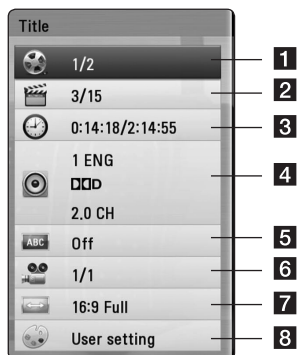 Title
1/2
1
3/15
2
0:14:18/2:14:55
3
1 ENG
DD D
2.0 CH
4
ABC
Off
5
1/1
6
16:9 Full
7
User setting
8